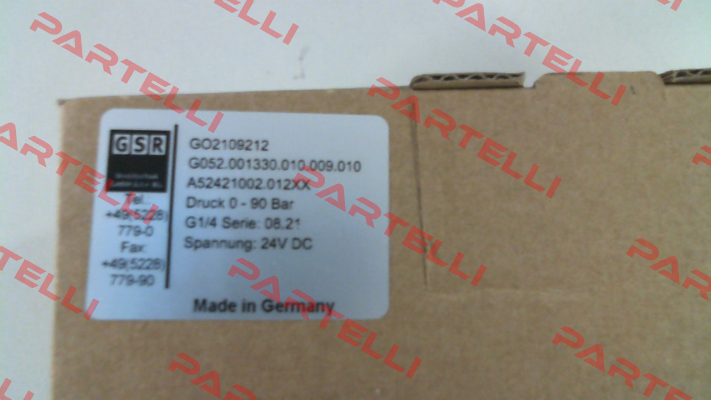 GSR
Tel.:
+49(5228)
779-0
Fax:
+49(5228)
779-90
GO2109212
G052.001330.010.009.010
A52421002.012XX
Druck 0 - 90 Bar
G1/4 Serie: 08.21
Spannung: 24V DC
Made in Germany
PARTELLI
PARTELLI
PARTELLI
PARTELLI
PARTELLI
PARTELLI
PARTELLI